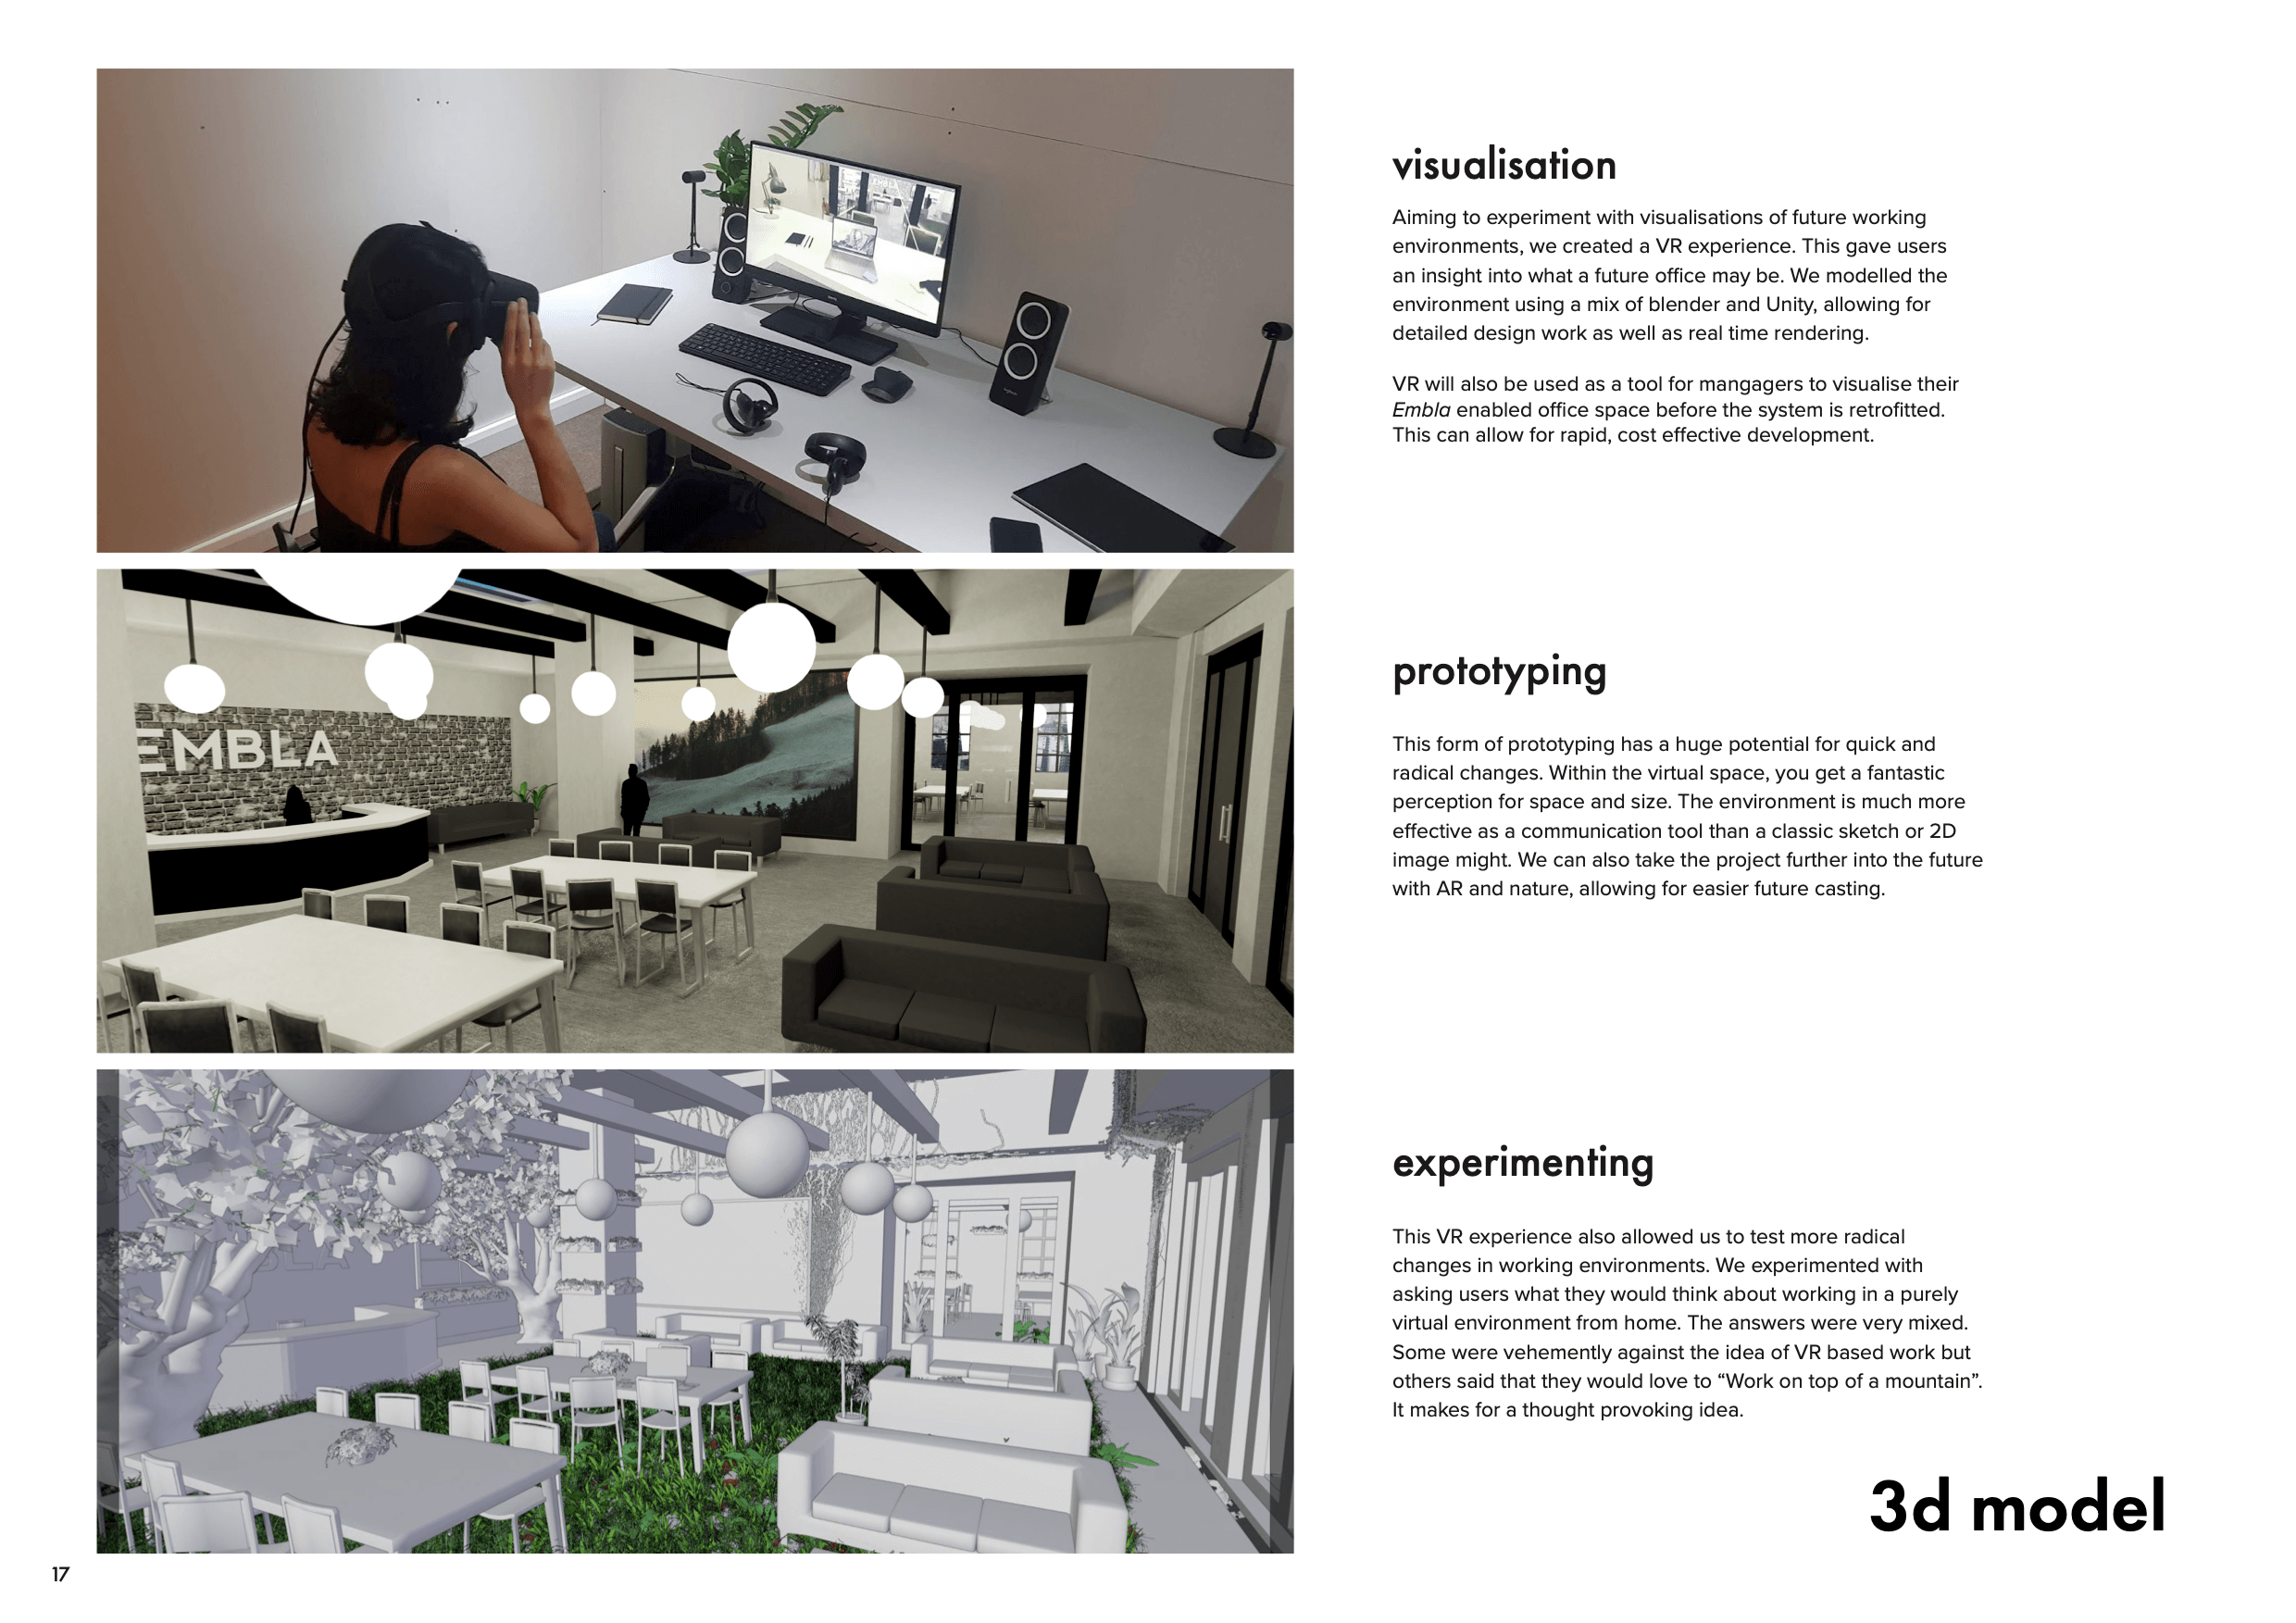 visualisation
Aiming to experiment with visualisations of future working
environments, we created a VR experience. This gave users
an insight into what a future office may be. We modelled the
environment using a mix of blender and Unity, allowing for
detailed design work as well as real time rendering.
VR will also be used as a tool for mangagers to visualise their
Embla enabled office space before the system is retrofitted.
This can allow for rapid, cost effective development.
EMBLA
prototyping
This form of prototyping has a huge potential for quick and
radical changes. Within the virtual space, you get a fantastic
perception for space and size. The environment is much more
effective as a communication tool than a classic sketch or 2D
image might. We can also take the project further into the future
with AR and nature, allowing for easier future casting.
experimenting
This VR experience also allowed us to test more radical
changes in working environments. We experimented with
asking users what they would think about working in a purely
virtual environment from home. The answers were very mixed.
Some were vehemently against the idea of VR based work but
others said that they would love to “Work on top of a mountain”.
It makes for a thought provoking idea.
3d model
17